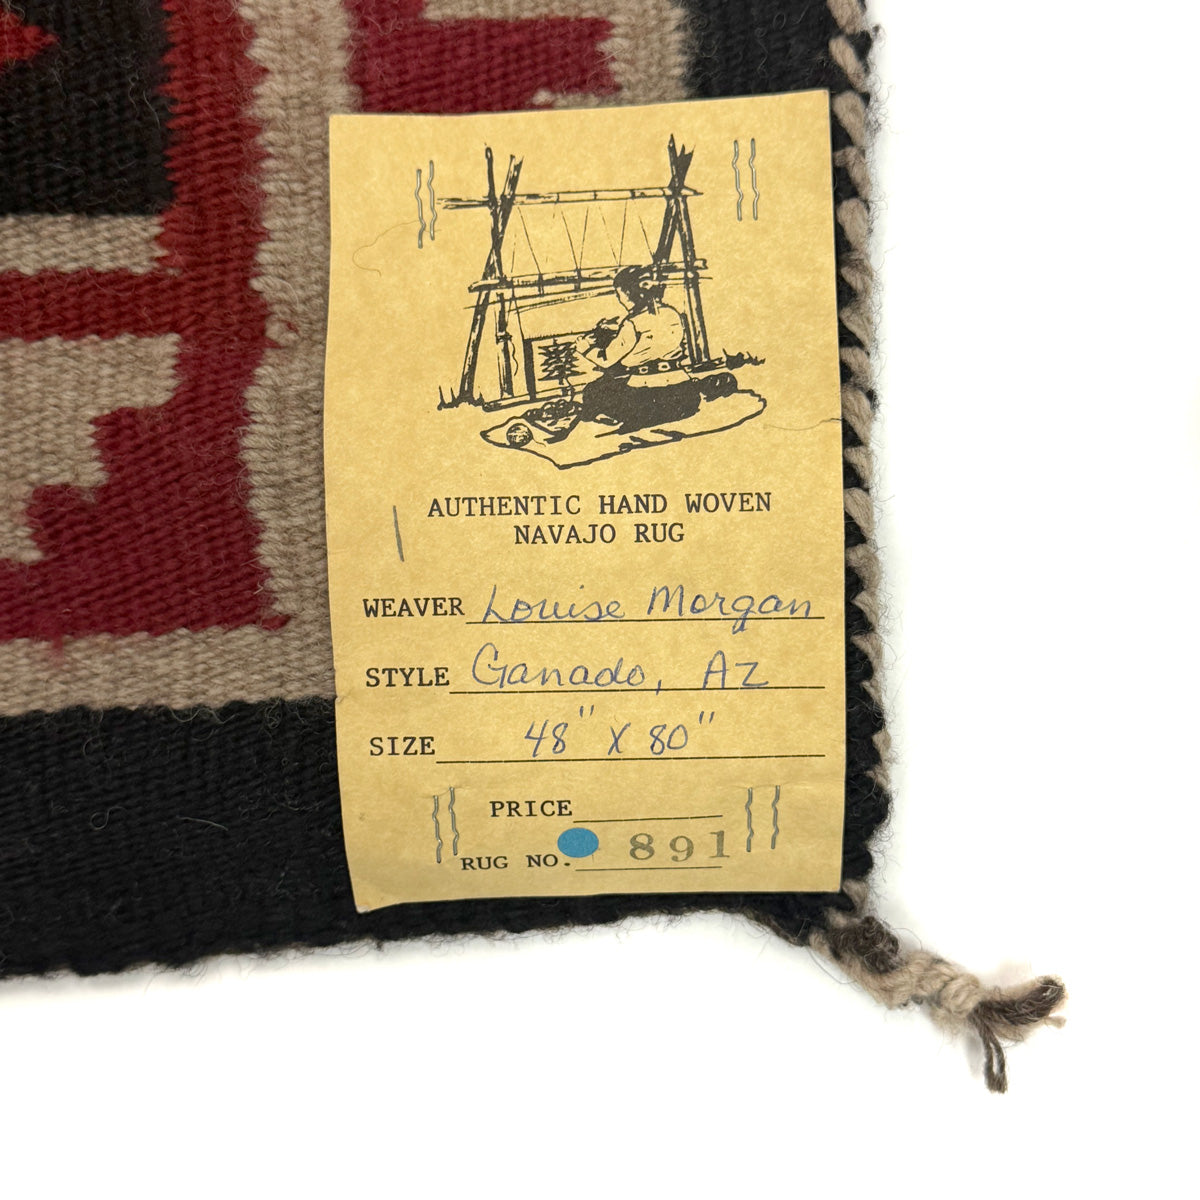 AUTHENTIC HAND WOVEN
NAVAJO RUG
WEAVER Louise Morgan
STYLE Ganado, AZ
SIZE 48" X 80"
PRICE
RUG NO. 891